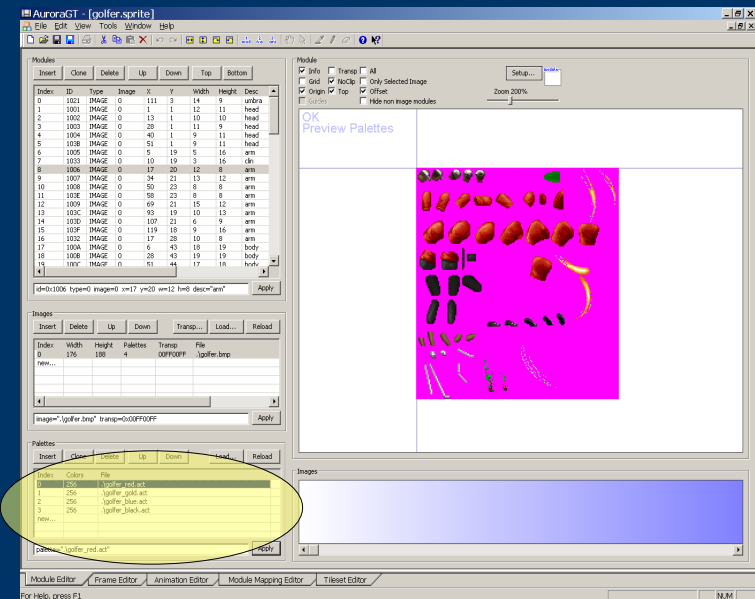 AuroraGT - [golfer.sprite]
File Edit View Tools Window Help
Modules
Insert Clone Delete Up Down Top Bottom
Index ID Type Image X Y Width Height Desc
0 1021 IMAGE 0 111 3 14 9 umbra
1 1001 IMAGE 0 1 1 12 11 head
2 1002 IMAGE 0 13 1 10 10 head
3 1003 IMAGE 0 28 1 11 9 head
4 1004 IMAGE 0 40 1 9 11 head
5 103B IMAGE 0 51 1 9 11 head
6 1005 IMAGE 0 5 19 5 16 arm
7 1033 IMAGE 0 10 19 3 16 clin
8 1006 IMAGE 0 17 20 12 8 arm
9 1007 IMAGE 0 34 21 13 12 arm
10 1008 IMAGE 0 50 23 8 8 arm
11 103E IMAGE 0 58 23 8 8 arm
12 1009 IMAGE 0 69 21 15 12 arm
13 103C IMAGE 0 93 19 10 13 arm
14 103D IMAGE 0 107 21 6 9 arm
15 103F IMAGE 0 119 18 9 16 arm
16 1032 IMAGE 0 17 28 10 8 arm
17 100A IMAGE 0 6 43 18 19 body
18 100B IMAGE 0 28 43 19 19 body
19 100C IMAGE 0 51 44 17 18 body
id=0x1006 type=0 image=0 x=17 y=20 w=12 h=8 desc="arm" Apply
Images
Insert Delete Up Down Transp... Load... Reload
Index Width Height Palettes Transp File
0 176 188 4 00FF00FF .\golfer.bmp
new...
image=".\golfer.bmp" transp=0x00FF00FF Apply
Palettes
Insert Clone Delete Up Down Load... Reload
Index Colors File
0 256 .\golfer_red.act
1 256 .\golfer_gold.act
2 256 .\golfer_blue.act
3 256 .\golfer_black.act
new...
palette=".\golfer_red.act" Apply
Module
Info Transp All
Grid NoClip Only Selected Image
Origin Top Offset
Guides Hide non image modules
Setup...
Zoom 200%
OK
Preview Palettes
Images
Module Editor Frame Editor Animation Editor Module Mapping Editor Tileset Editor
For Help, press F1 NUM